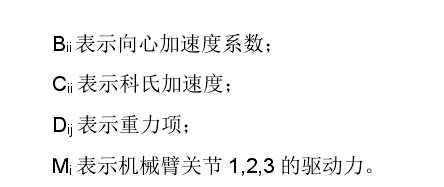 Bii 表示向心加速度系数；
Cii 表示科氏加速度；
Dij 表示重力项；
Mi 表示机械臂关节 1,2,3 的驱动力。